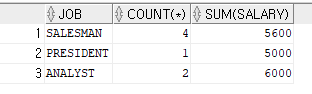 JOB COUNT(*) SUM(SALARY)
1 SALESMAN 4 5600
2 PRESIDENT 1 5000
3 ANALYST 2 6000